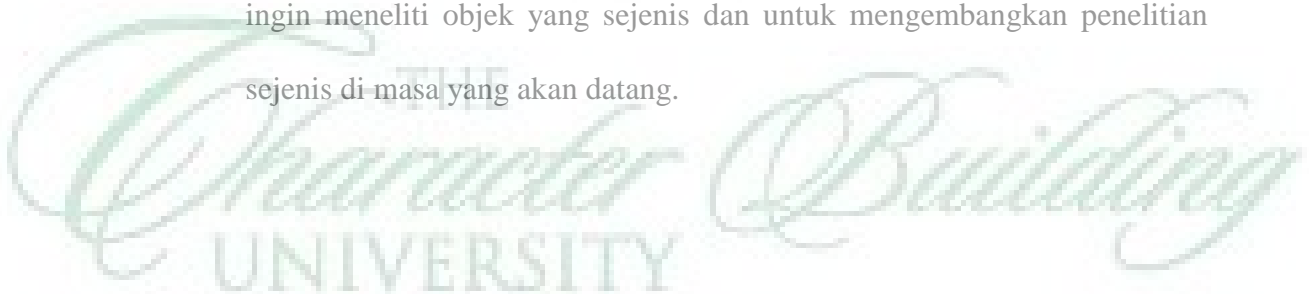 ingin meneliti objek yang sejenis dan untuk mengembangkan penelitian
sejenis di masa yang akan datang.
THE
Character Building
UNIVERSITY